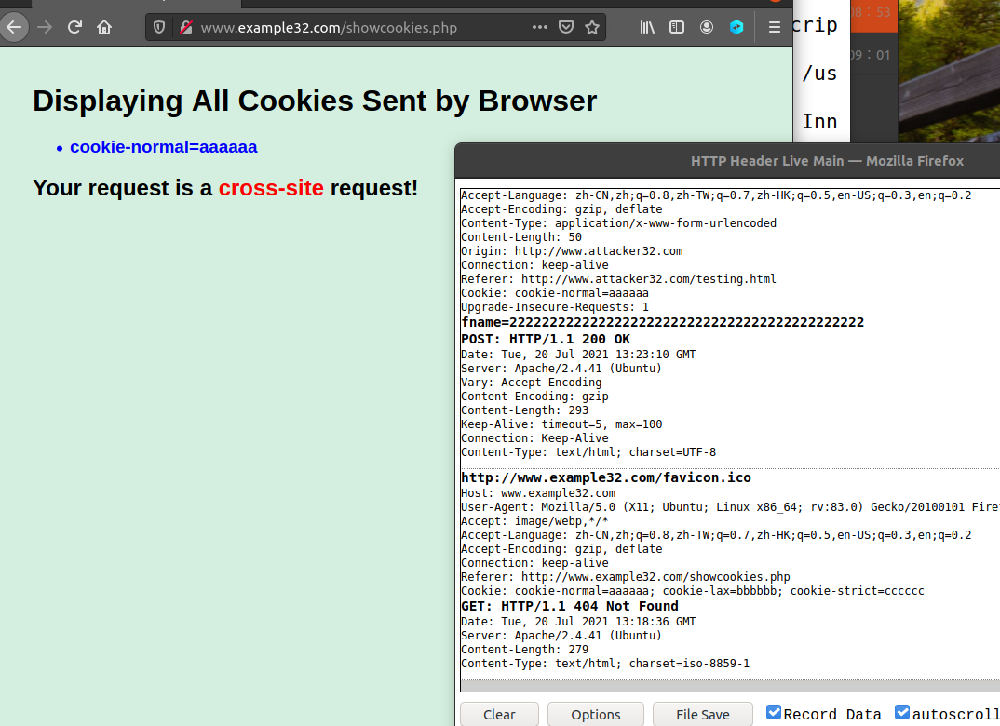 www.example32.com/showcookies.php
crip
08 : 53
09 : 01
/us
Inn
Displaying All Cookies Sent by Browser
• cookie-normal=aaaaaa
Your request is a cross-site request!
HTTP Header Live Main — Mozilla Firefox
Accept-Language: zh-CN,zh;q=0.8,zh-TW;q=0.7,zh-HK;q=0.5,en-US;q=0.3,en;q=0.2
Accept-Encoding: gzip, deflate
Content-Type: application/x-www-form-urlencoded
Content-Length: 50
Origin: http://www.attacker32.com
Connection: keep-alive
Referer: http://www.attacker32.com/testing.html
Cookie: cookie-normal=aaaaaa
Upgrade-Insecure-Requests: 1
fname=22222222222222222222222222222222222222222222
POST: HTTP/1.1 200 OK
Date: Tue, 20 Jul 2021 13:23:10 GMT
Server: Apache/2.4.41 (Ubuntu)
Vary: Accept-Encoding
Content-Encoding: gzip
Content-Length: 293
Keep-Alive: timeout=5, max=100
Connection: Keep-Alive
Content-Type: text/html; charset=UTF-8
http://www.example32.com/favicon.ico
Host: www.example32.com
User-Agent: Mozilla/5.0 (X11; Ubuntu; Linux x86_64; rv:83.0) Gecko/20100101 Firef
Accept: image/webp,*/*
Accept-Language: zh-CN,zh;q=0.8,zh-TW;q=0.7,zh-HK;q=0.5,en-US;q=0.3,en;q=0.2
Accept-Encoding: gzip, deflate
Connection: keep-alive
Referer: http://www.example32.com/showcookies.php
Cookie: cookie-normal=aaaaaa; cookie-lax=bbbbbb; cookie-strict=cccccc
GET: HTTP/1.1 404 Not Found
Date: Tue, 20 Jul 2021 13:18:36 GMT
Server: Apache/2.4.41 (Ubuntu)
Content-Length: 279
Content-Type: text/html; charset=iso-8859-1
Clear
Options
File Save
Record Data
autoscroll